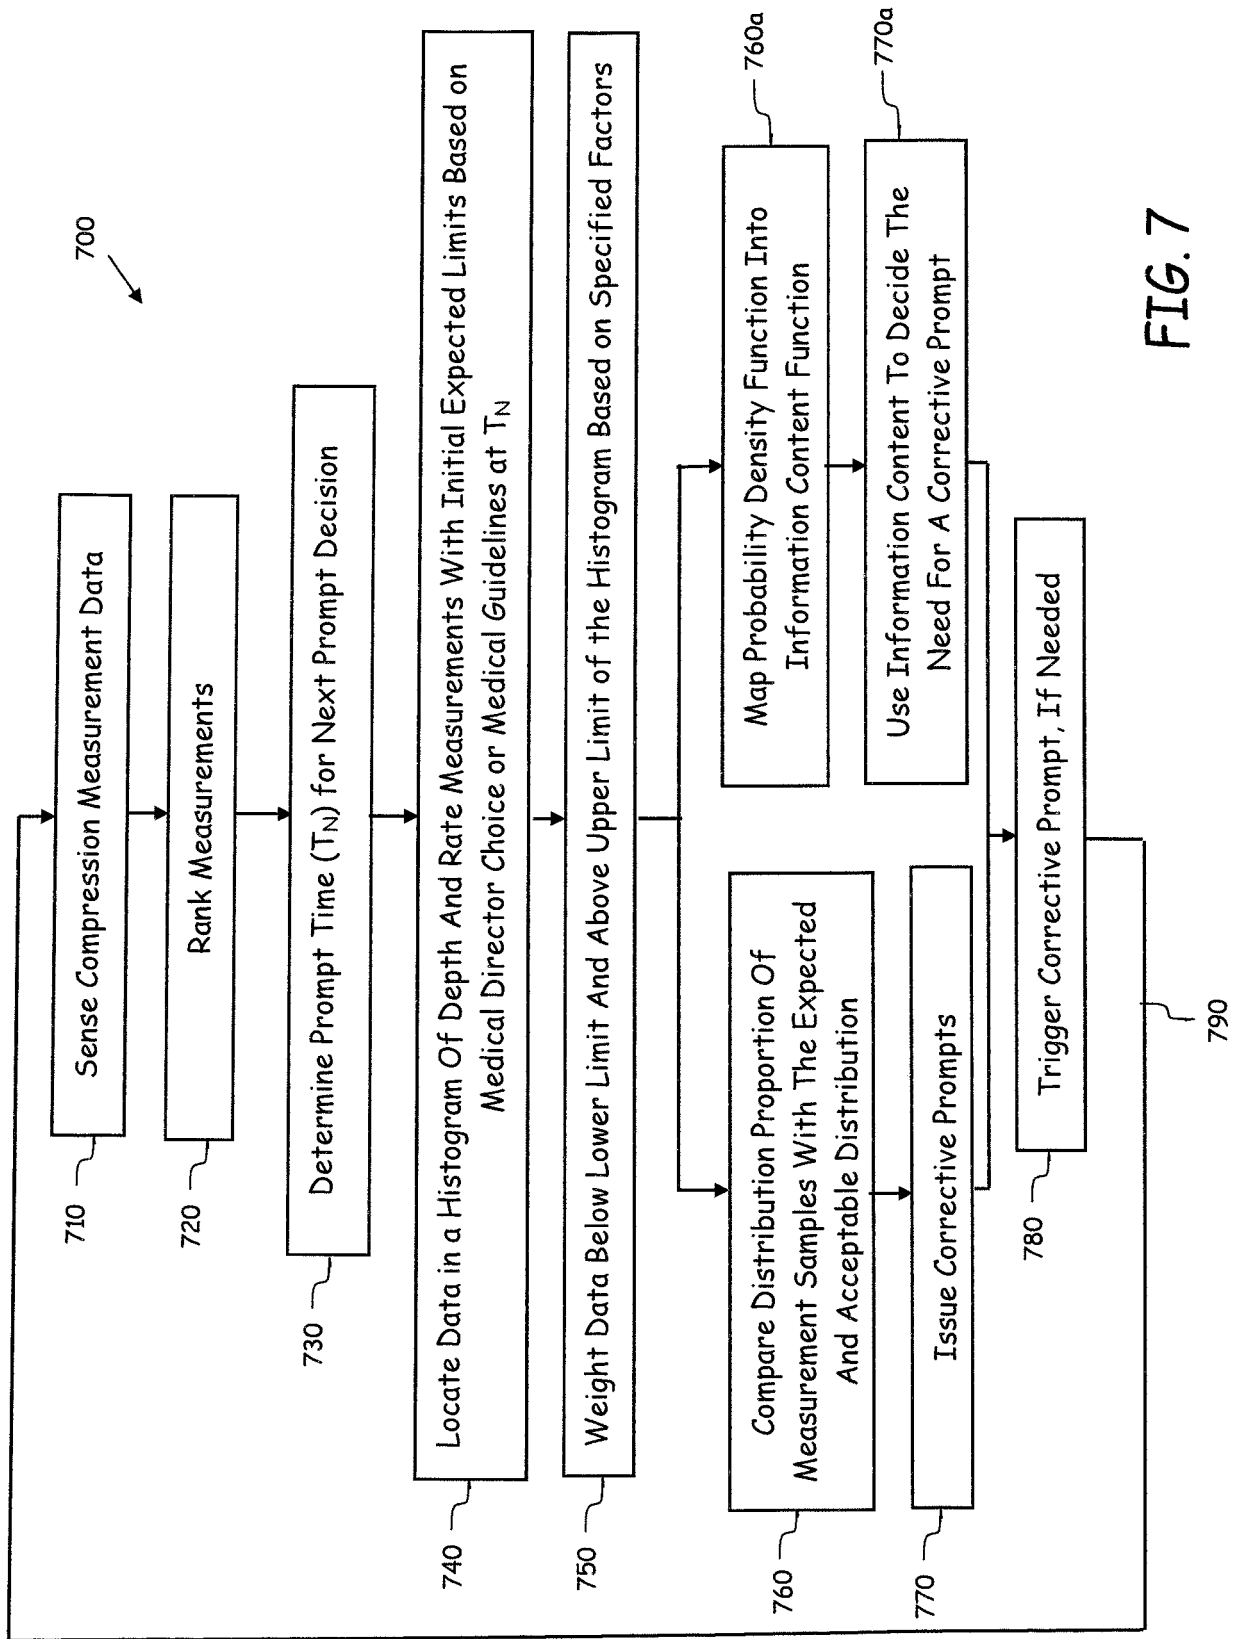 700
Sense Compression Measurement Data
710
Rank Measurements
720
Determine Prompt Time (TN) for Next Prompt Decision
730
Locate Data in a Histogram Of Depth And Rate Measurements With Initial Expected Limits Based on
Medical Director Choice or Medical Guidelines at TN
740
Weight Data Below Lower Limit And Above Upper Limit of the Histogram Based on Specified Factors
750
Compare Distribution Proportion Of
Measurement Samples With The Expected
And Acceptable Distribution
760
Map Probability Density Function Into
Information Content Function
760a
Issue Corrective Prompts
770
Use Information Content To Decide The
Need For A Corrective Prompt
770a
Trigger Corrective Prompt, If Needed
780
790
FIG. 7